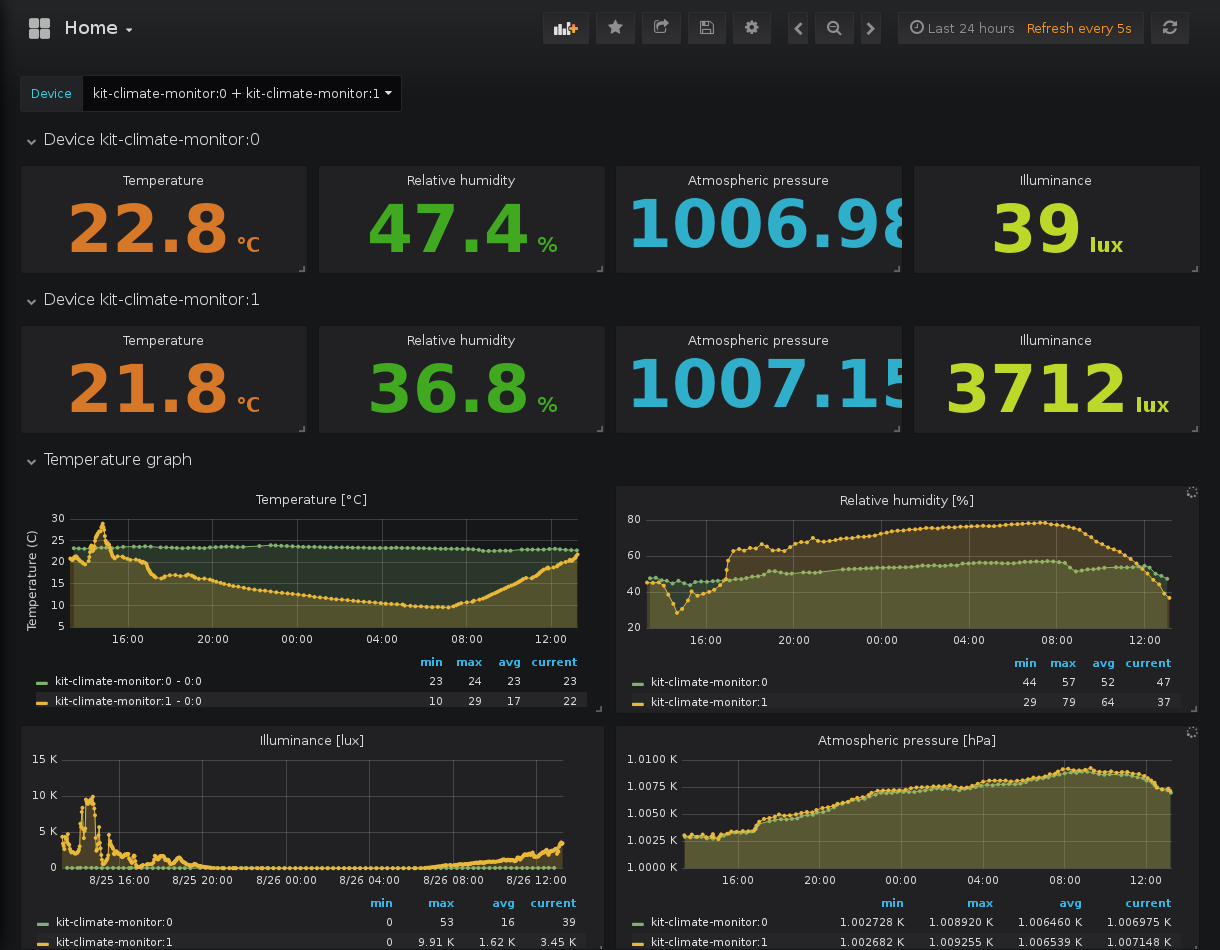 Home
Last 24 hours Refresh every 5s
Device kit-climate-monitor:0 + kit-climate-monitor:1
Device kit-climate-monitor:0
Temperature Relative humidity Atmospheric pressure Illuminance
22.8 °C 47.4 % 1006.98 39 lux
Device kit-climate-monitor:1
Temperature Relative humidity Atmospheric pressure Illuminance
21.8 °C 36.8 % 1007.15 3712 lux
Temperature graph
Temperature [°C]
Temperature (C)
30
25
20
15
10
5
16:00 20:00 00:00 04:00 08:00 12:00
min max avg current
kit-climate-monitor:0 - 0:0 23 24 23 23
kit-climate-monitor:1 - 0:0 10 29 17 22
Relative humidity [%]
80
60
40
20
16:00 20:00 00:00 04:00 08:00 12:00
min max avg current
kit-climate-monitor:0 44 57 52 47
kit-climate-monitor:1 29 79 64 37
Illuminance [lux]
15 K
10 K
5 K
0
8/25 16:00 8/25 20:00 8/26 00:00 8/26 04:00 8/26 08:00 8/26 12:00
min max avg current
kit-climate-monitor:0 0 53 16 39
kit-climate-monitor:1 0 9.91 K 1.62 K 3.45 K
Atmospheric pressure [hPa]
1.0100 K
1.0075 K
1.0050 K
1.0025 K
1.0000 K
16:00 20:00 00:00 04:00 08:00 12:00
min max avg current
kit-climate-monitor:0 1.002728 K 1.008920 K 1.006460 K 1.006975 K
kit-climate-monitor:1 1.002682 K 1.009255 K 1.006539 K 1.007148 K